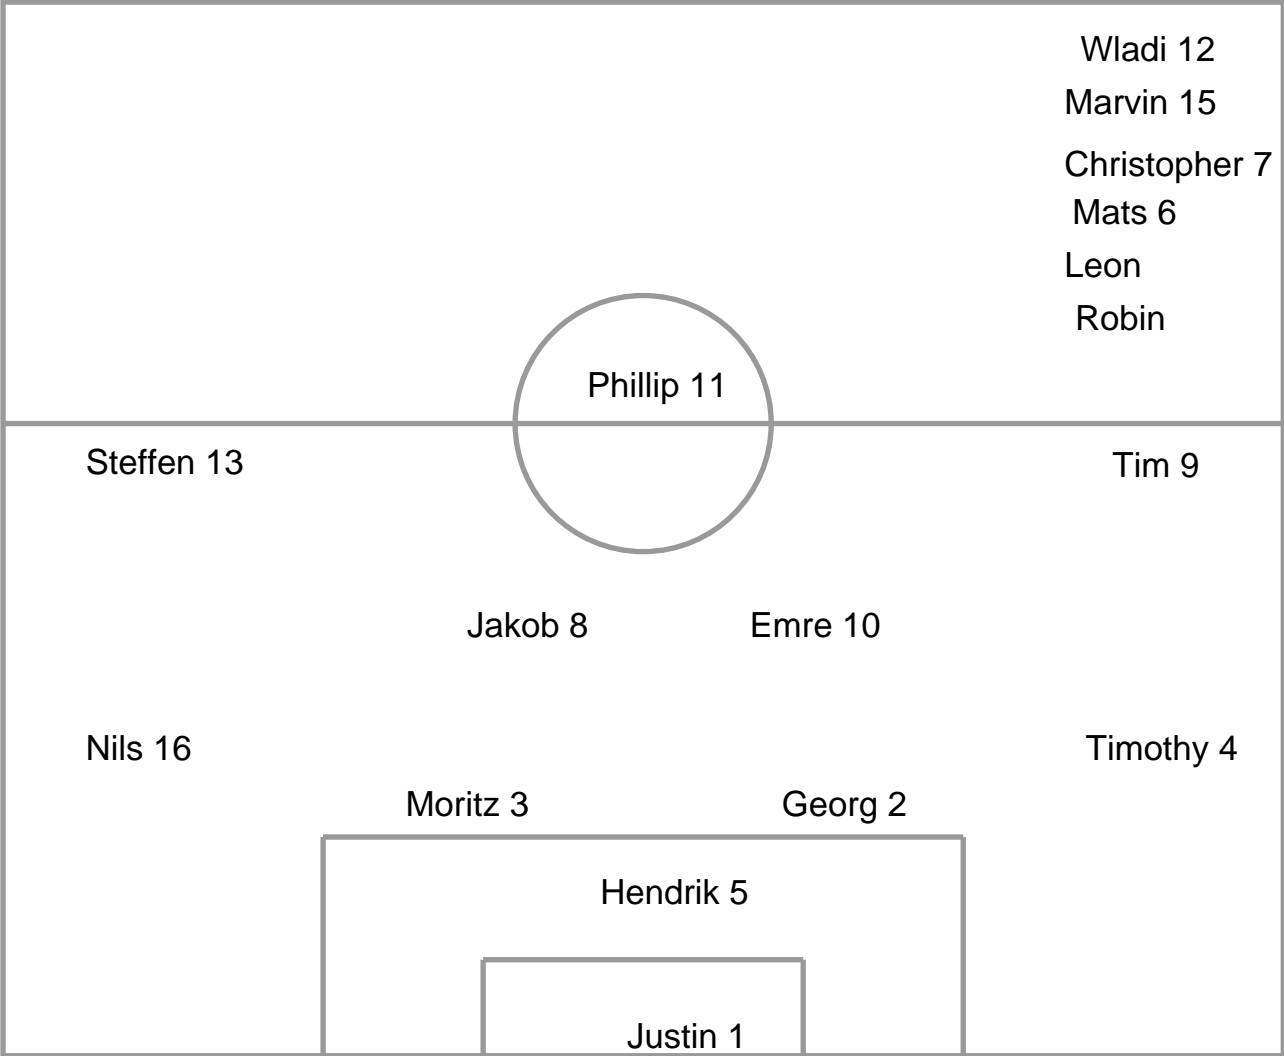 Wladi 12
Marvin 15
Christopher 7
Mats 6
Leon
Robin
Phillip 11
Steffen 13
Tim 9
Jakob 8
Emre 10
Nils 16
Timothy 4
Moritz 3
Georg 2
Hendrik 5
Justin 1